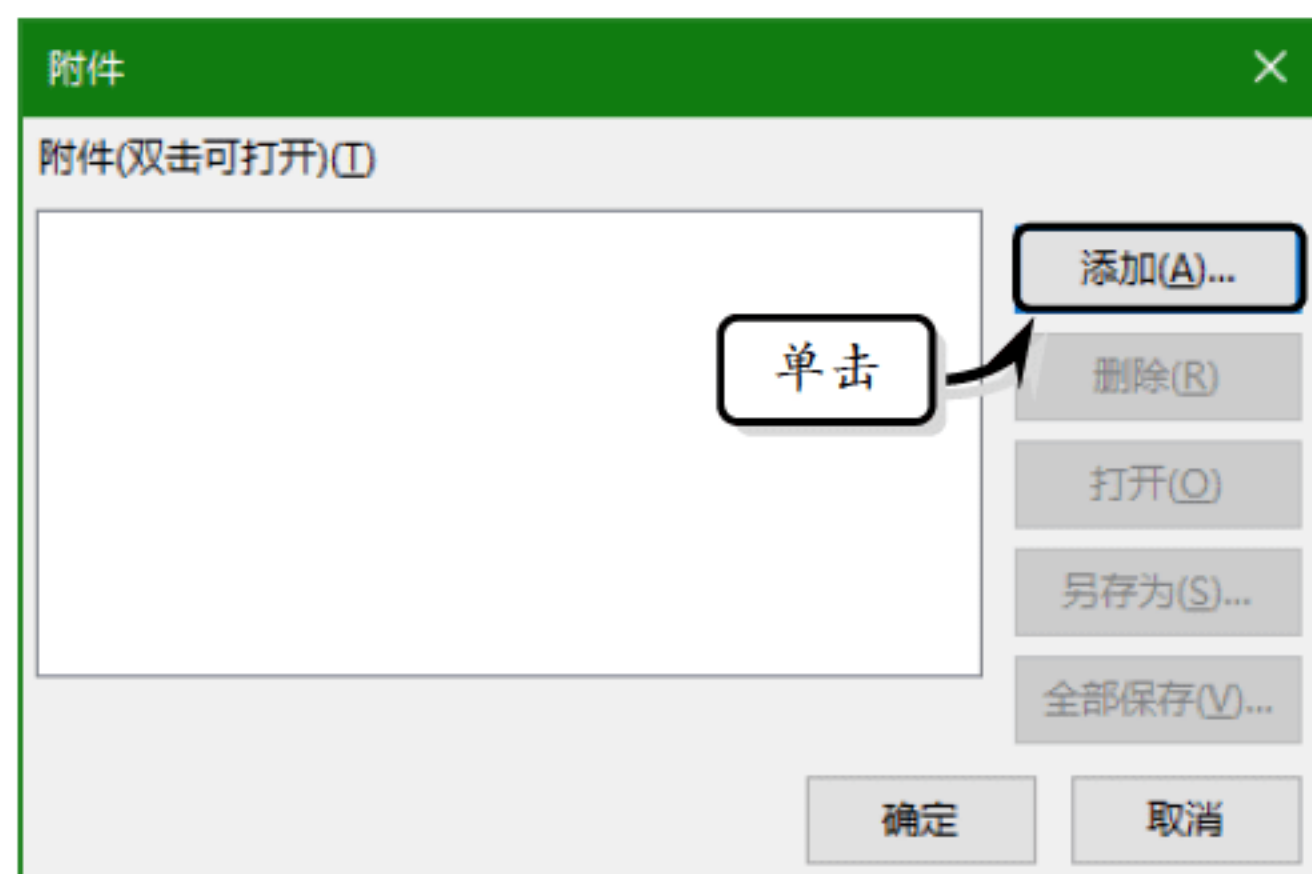 附件
附件(双击可打开)(T)
添加(A)...
单击
删除(R)
打开(O)
另存为(S)...
全部保存(V)...
确定
取消